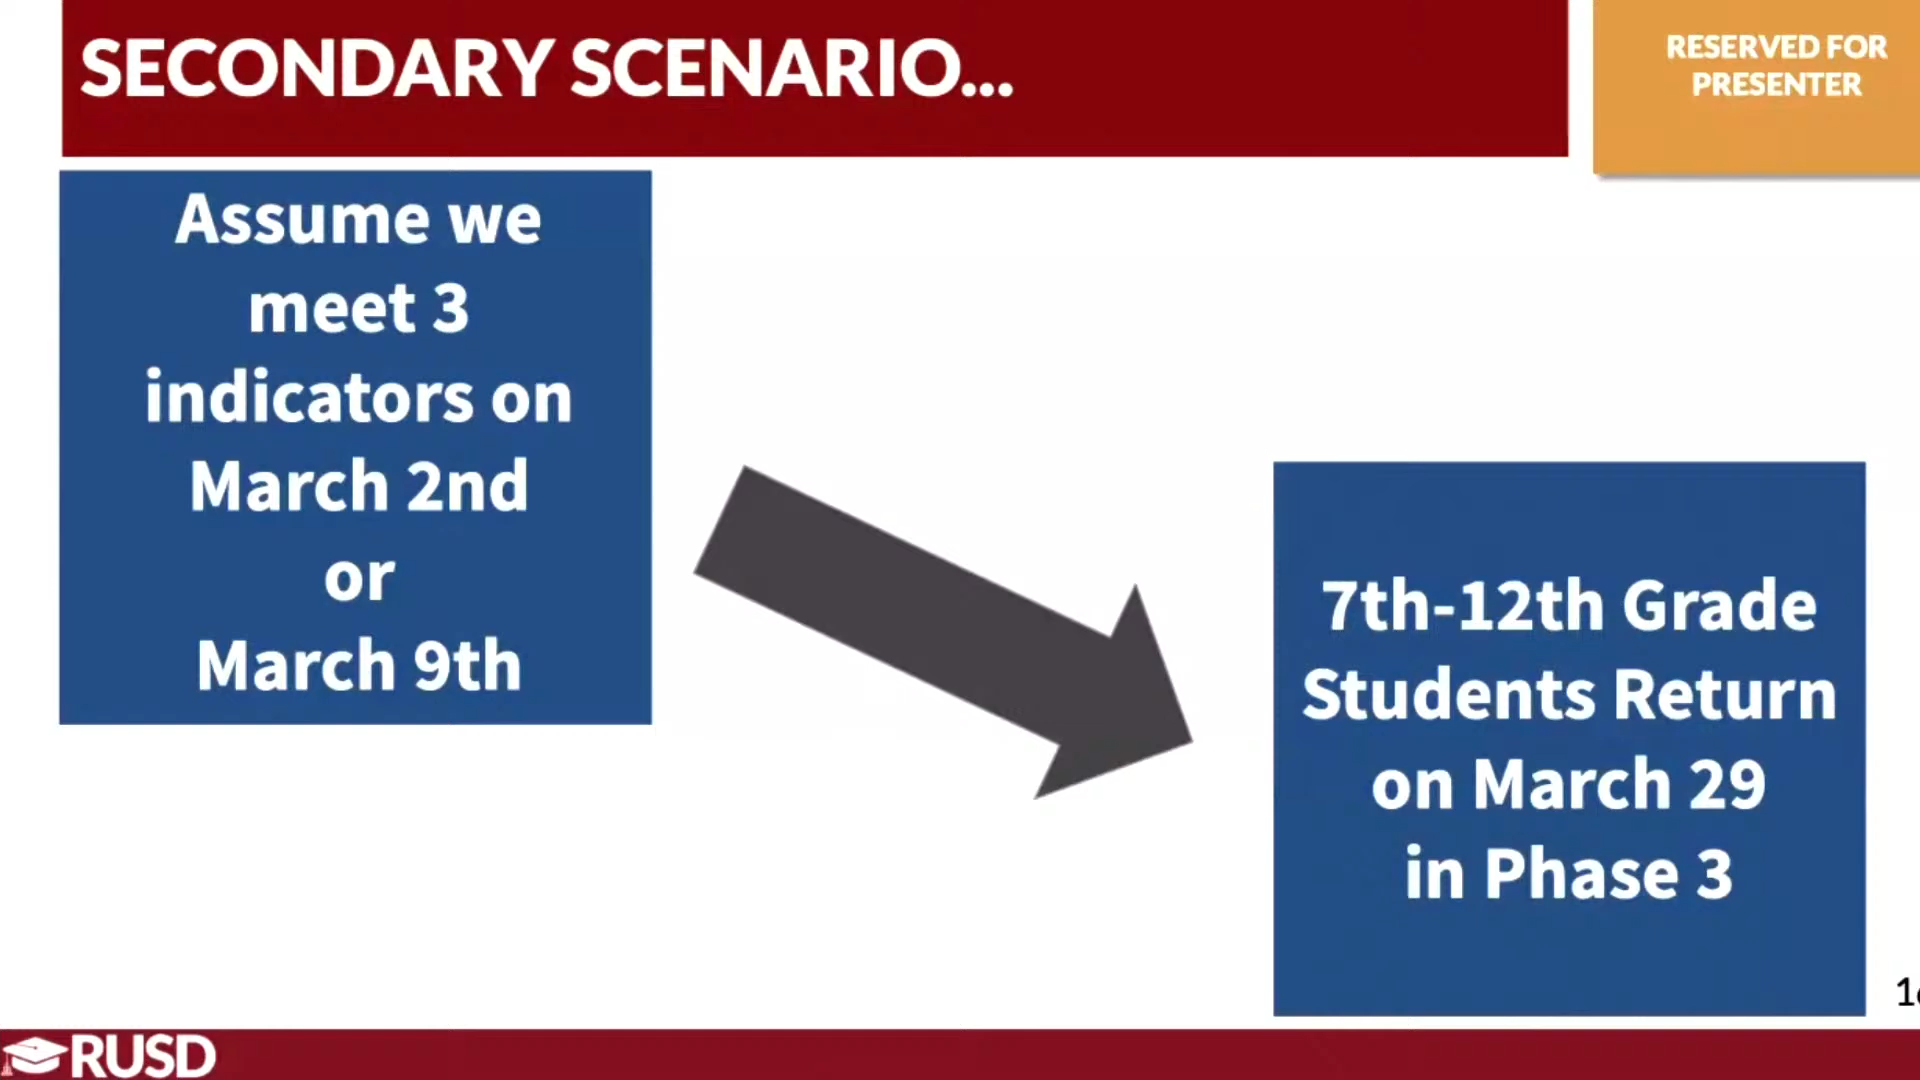 SECONDARY SCENARIO...
RESERVED FOR
PRESENTER
Assume we
meet 3
indicators on
March 2nd
or
March 9th
7th-12th Grade
Students Return
on March 29
in Phase 3
RUSD